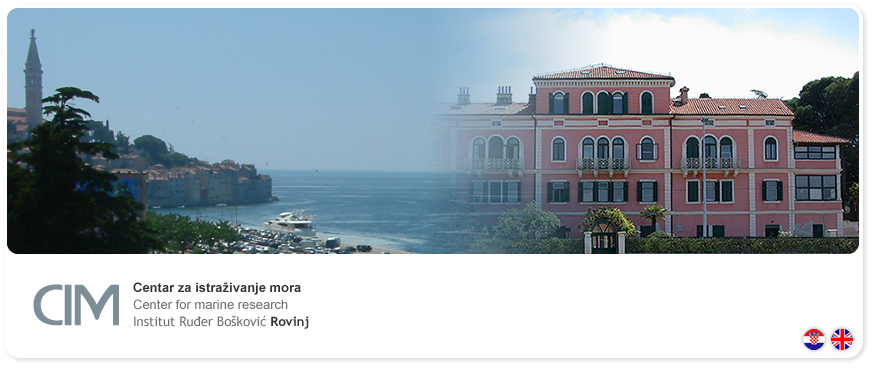 CIM
Centar za istraživanje mora
Center for marine research
Institut Ruđer Bošković Rovinj